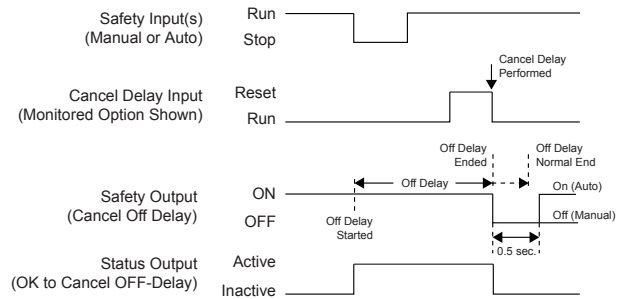 Safety Input(s)
(Manual or Auto)
Run
Stop
Cancel Delay
Performed
Cancel Delay Input
(Monitored Option Shown)
Reset
Run
Off Delay
Ended
Off Delay
Normal End
Off Delay
Safety Output
(Cancel Off Delay)
ON
OFF
On (Auto)
Off (Manual)
Off Delay
Started
0.5 sec.
Status Output
(OK to Cancel OFF-Delay)
Active
Inactive